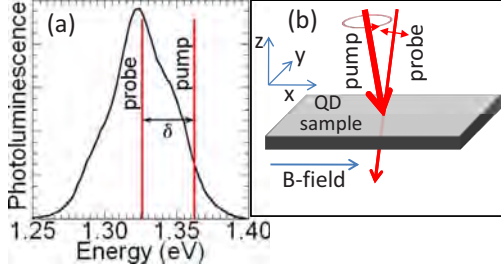 (a)
Photoluminescence
probe
pump
δ
1.25
1.30
1.35
1.40
Energy (eV)
(b)
z
y
x
pump
probe
QD
sample
B-field